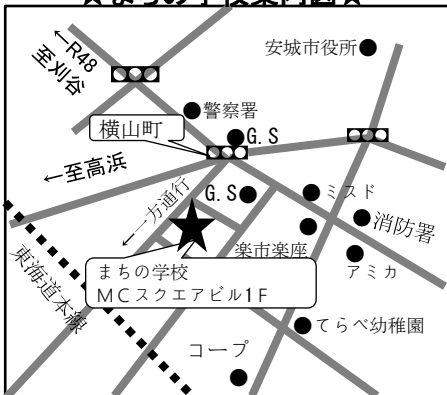 ★まちの学校案内図★
←R48
至刈谷
安城市役所
警察署
G.S
横山町
←至高浜
←一方通行
G.S
ミスド
消防署
楽市楽座
アミカ
東海道本線
まちの学校
MCスクエアビル1F
てらべ幼稚園
コープ